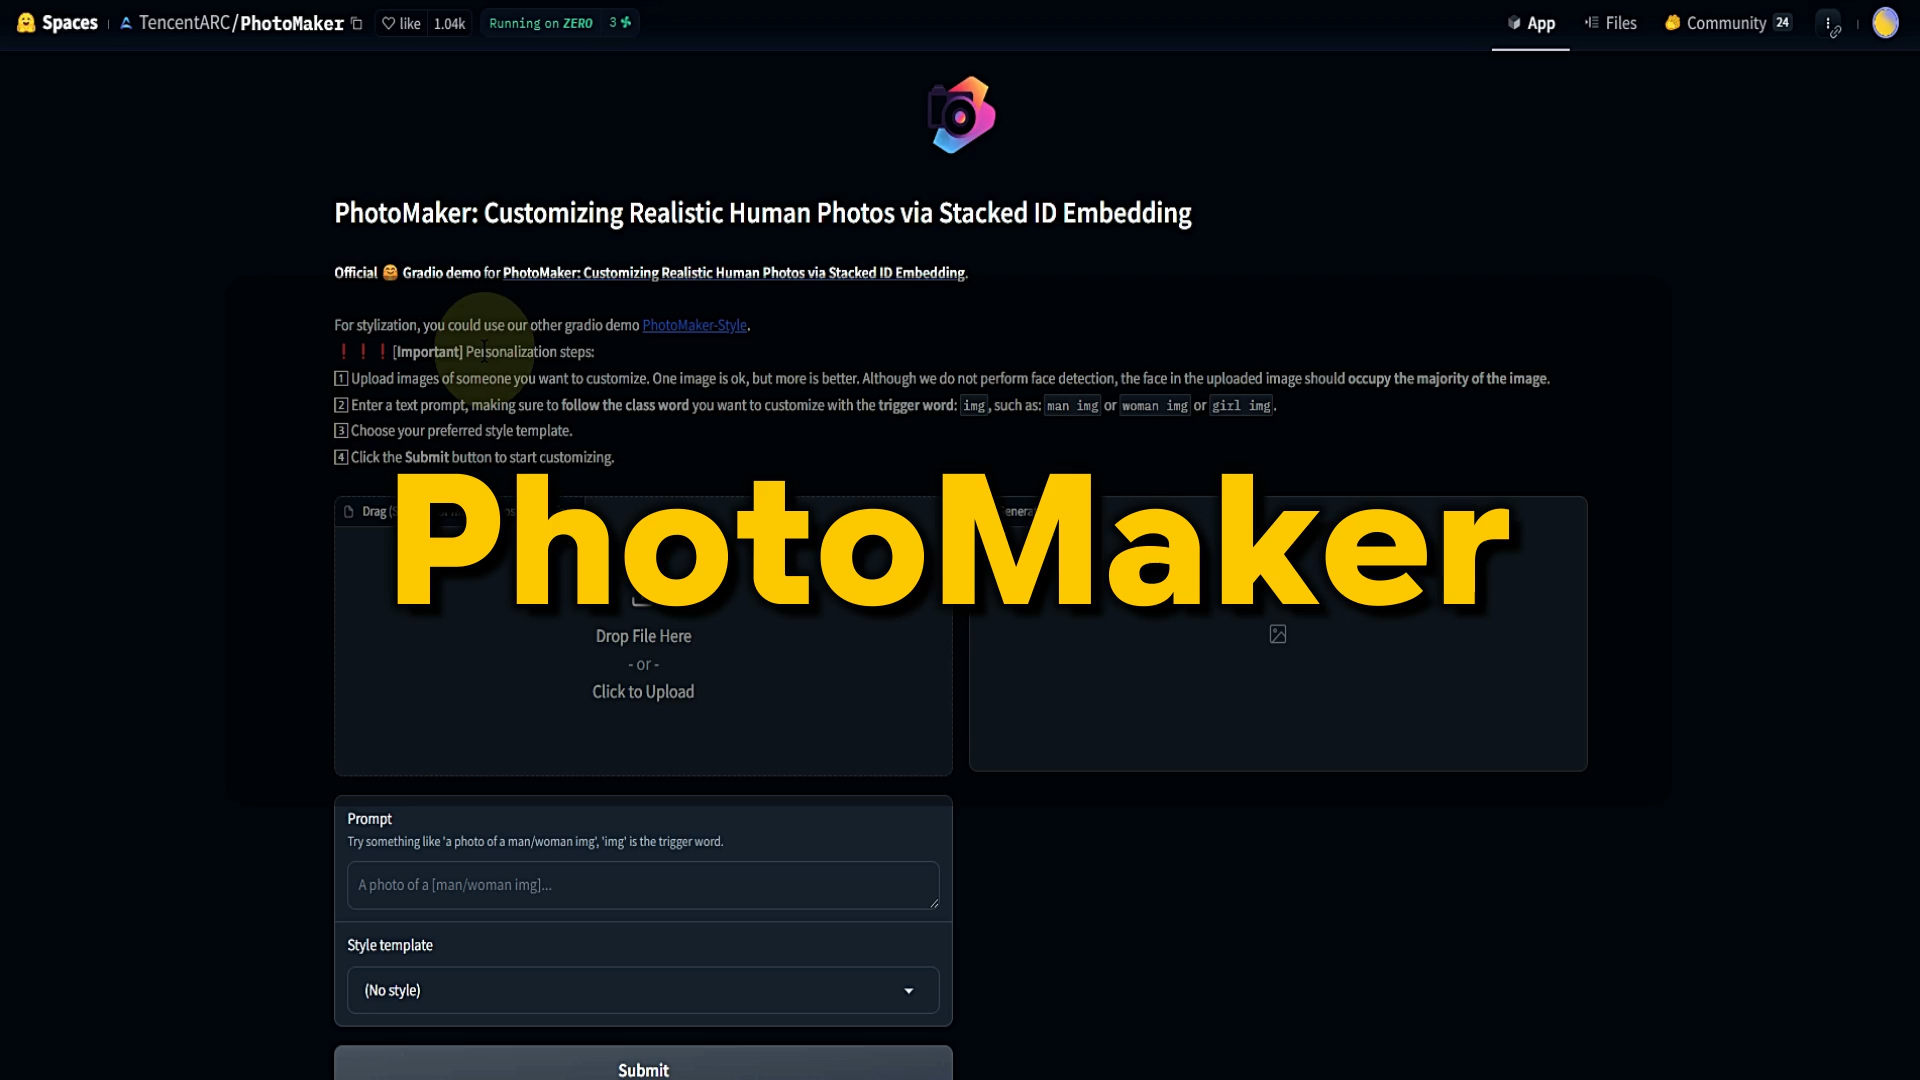 Spaces TencentARC/PhotoMaker like 1.04k Running on ZERO 3 App Files Community 24
PhotoMaker: Customizing Realistic Human Photos via Stacked ID Embedding
Official 🤗 Gradio demo for PhotoMaker: Customizing Realistic Human Photos via Stacked ID Embedding.
For stylization, you could use our other gradio demo PhotoMaker-Style.
❗❗❗[Important] Personalization steps:
1 Upload images of someone you want to customize. One image is ok, but more is better. Although we do not perform face detection, the face in the uploaded image should occupy the majority of the image.
2 Enter a text prompt, making sure to follow the class word you want to customize with the trigger word: img, such as: man img or woman img or girl img.
3 Choose your preferred style template.
4 Click the Submit button to start customizing.
Drag
PhotoMaker
Drop File Here
- or -
Click to Upload
Prompt
Try something like 'a photo of a man/woman img', 'img' is the trigger word.
A photo of a [man/woman img]...
Style template
(No style)
Submit